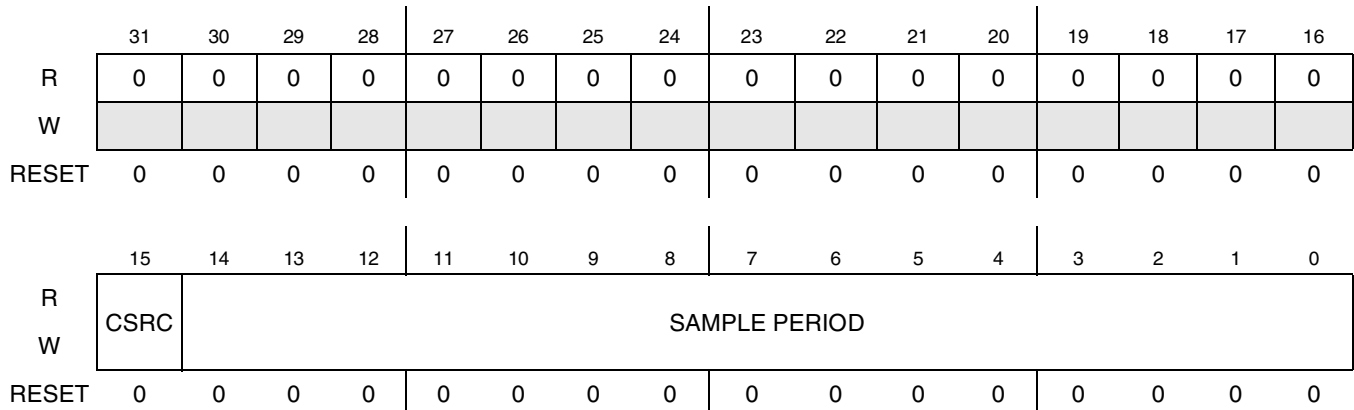 31 30 29 28 27 26 25 24 23 22 21 20 19 18 17 16
R 0 0 0 0 0 0 0 0 0 0 0 0 0 0 0 0
W
RESET 0 0 0 0 0 0 0 0 0 0 0 0 0 0 0 0
15 14 13 12 11 10 9 8 7 6 5 4 3 2 1 0
R
CSRC SAMPLE PERIOD
W
RESET 0 0 0 0 0 0 0 0 0 0 0 0 0 0 0 0